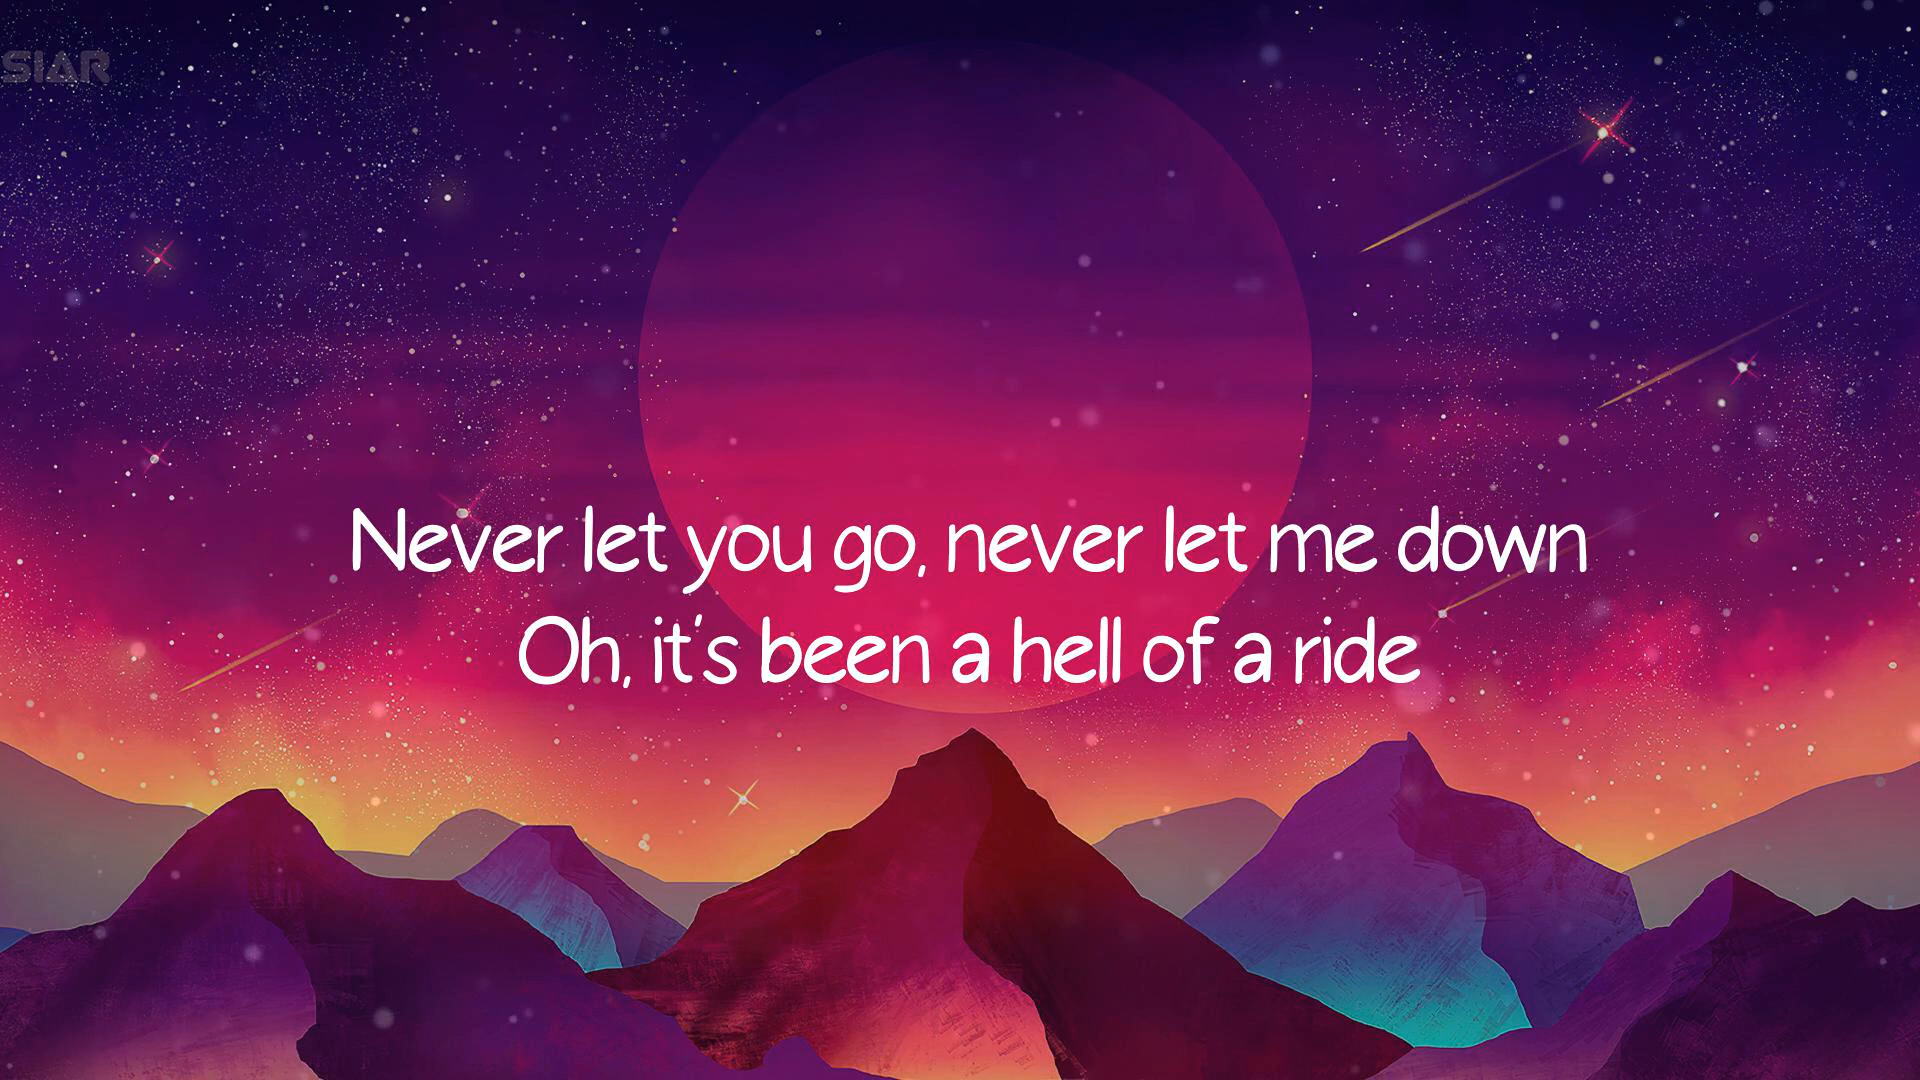 SIAR
Never let you go, never let me down
Oh, it's been a hell of a ride